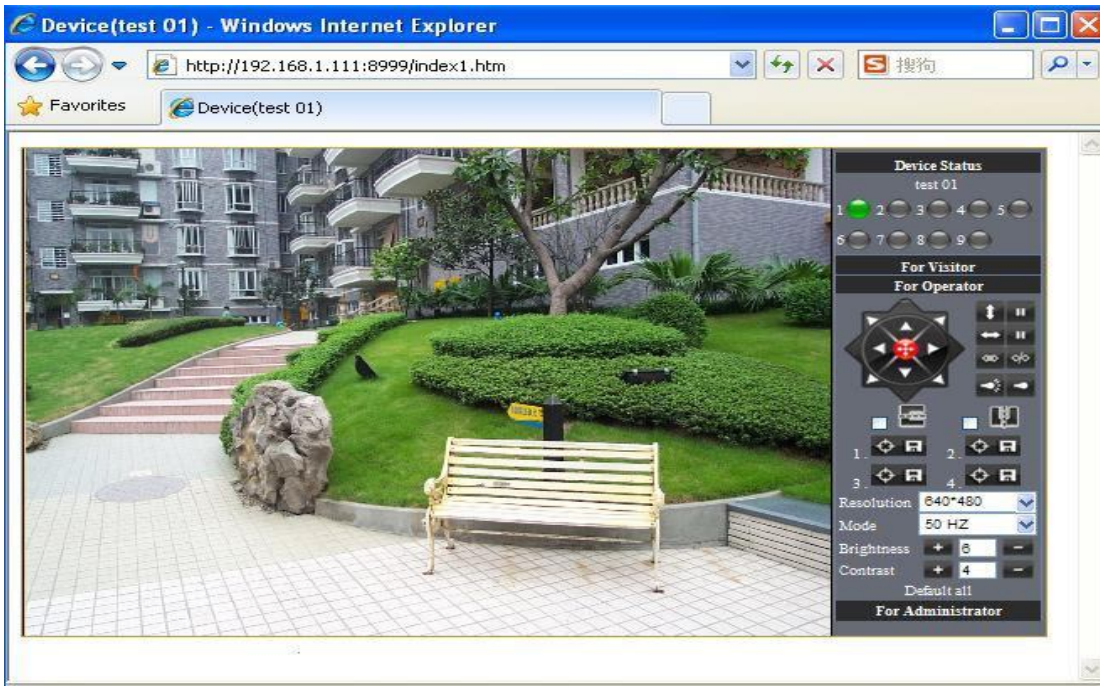 Device(test 01) - Windows Internet Explorer
http://192.168.1.111:8999/index1.htm
搜狗
Favorites
Device(test 01)
Device Status
test 01
1 2 3 4 5
6 7 8 9
For Visitor
For Operator
1. 2.
3. 4.
Resolution 640*480
Mode 50 HZ
Brightness + 6 -
Contrast + 4 -
Default all
For Administrator